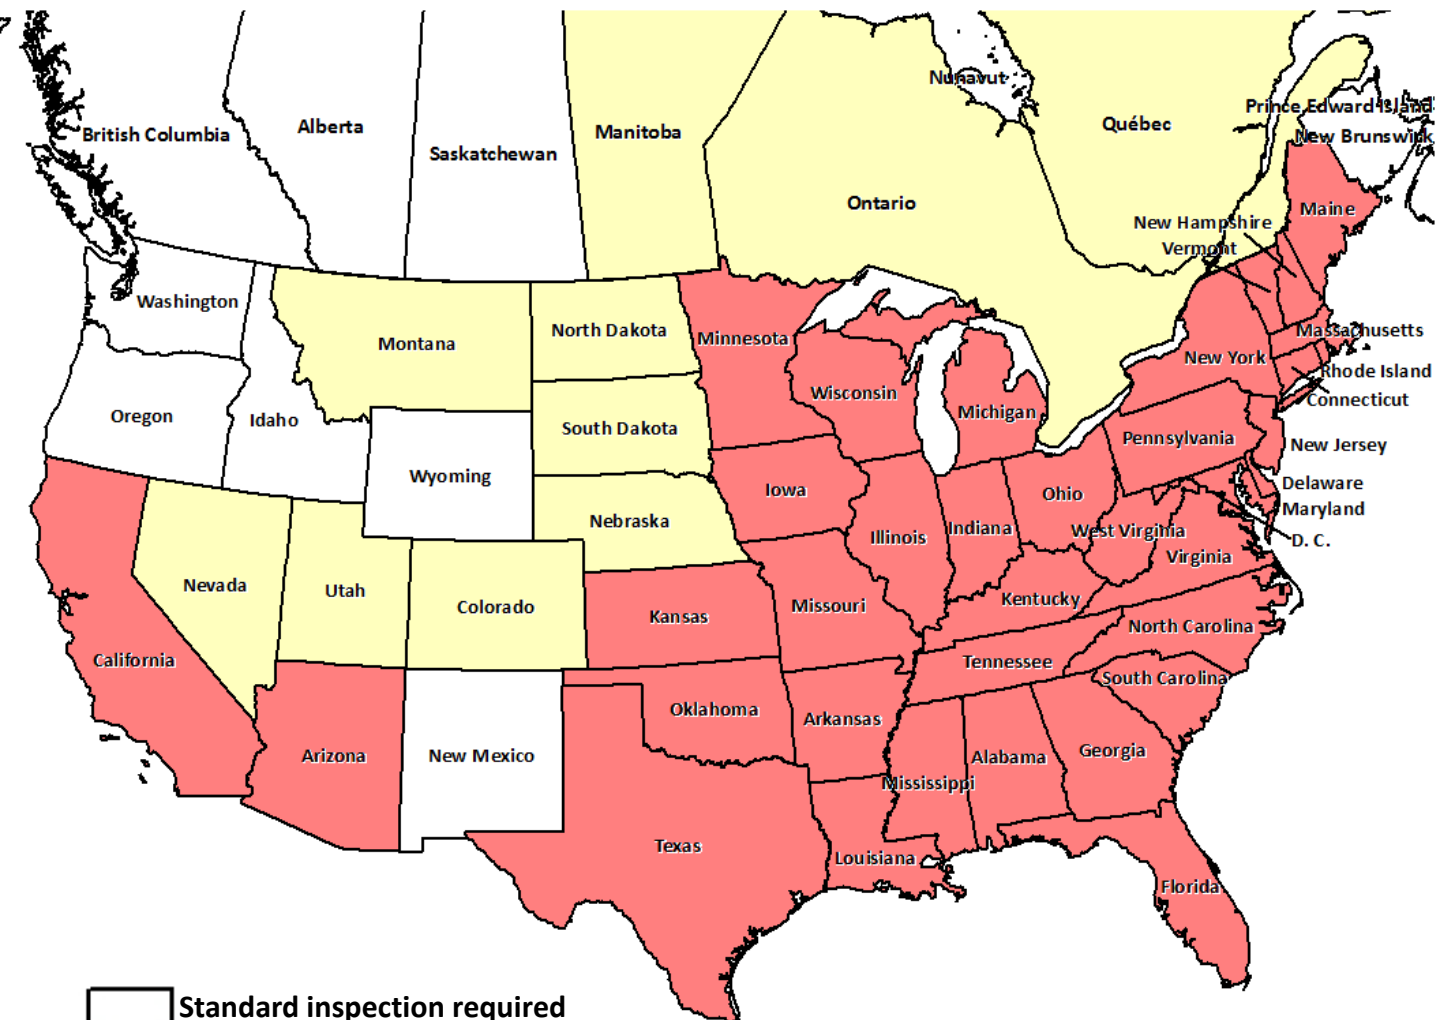 Nunavut
Prince Edward Island
British Columbia
Alberta
Manitoba
Québec
New Brunswick
Saskatchewan
Ontario
Maine
New Hampshire
Vermont
Washington
North Dakota
Minnesota
Massachusetts
Montana
New York
Rhode Island
Wisconsin
Connecticut
Oregon
Idaho
South Dakota
Michigan
Pennsylvania
New Jersey
Wyoming
Iowa
Ohio
Delaware
Maryland
Nebraska
Illinois
Indiana
West Virginia
D. C.
Virginia
Nevada
Utah
Colorado
Kansas
Missouri
Kentucky
North Carolina
California
Tennessee
South Carolina
Oklahoma
Arkansas
Arizona
New Mexico
Alabama
Georgia
Mississippi
Texas
Louisiana
Florida
Standard inspection required